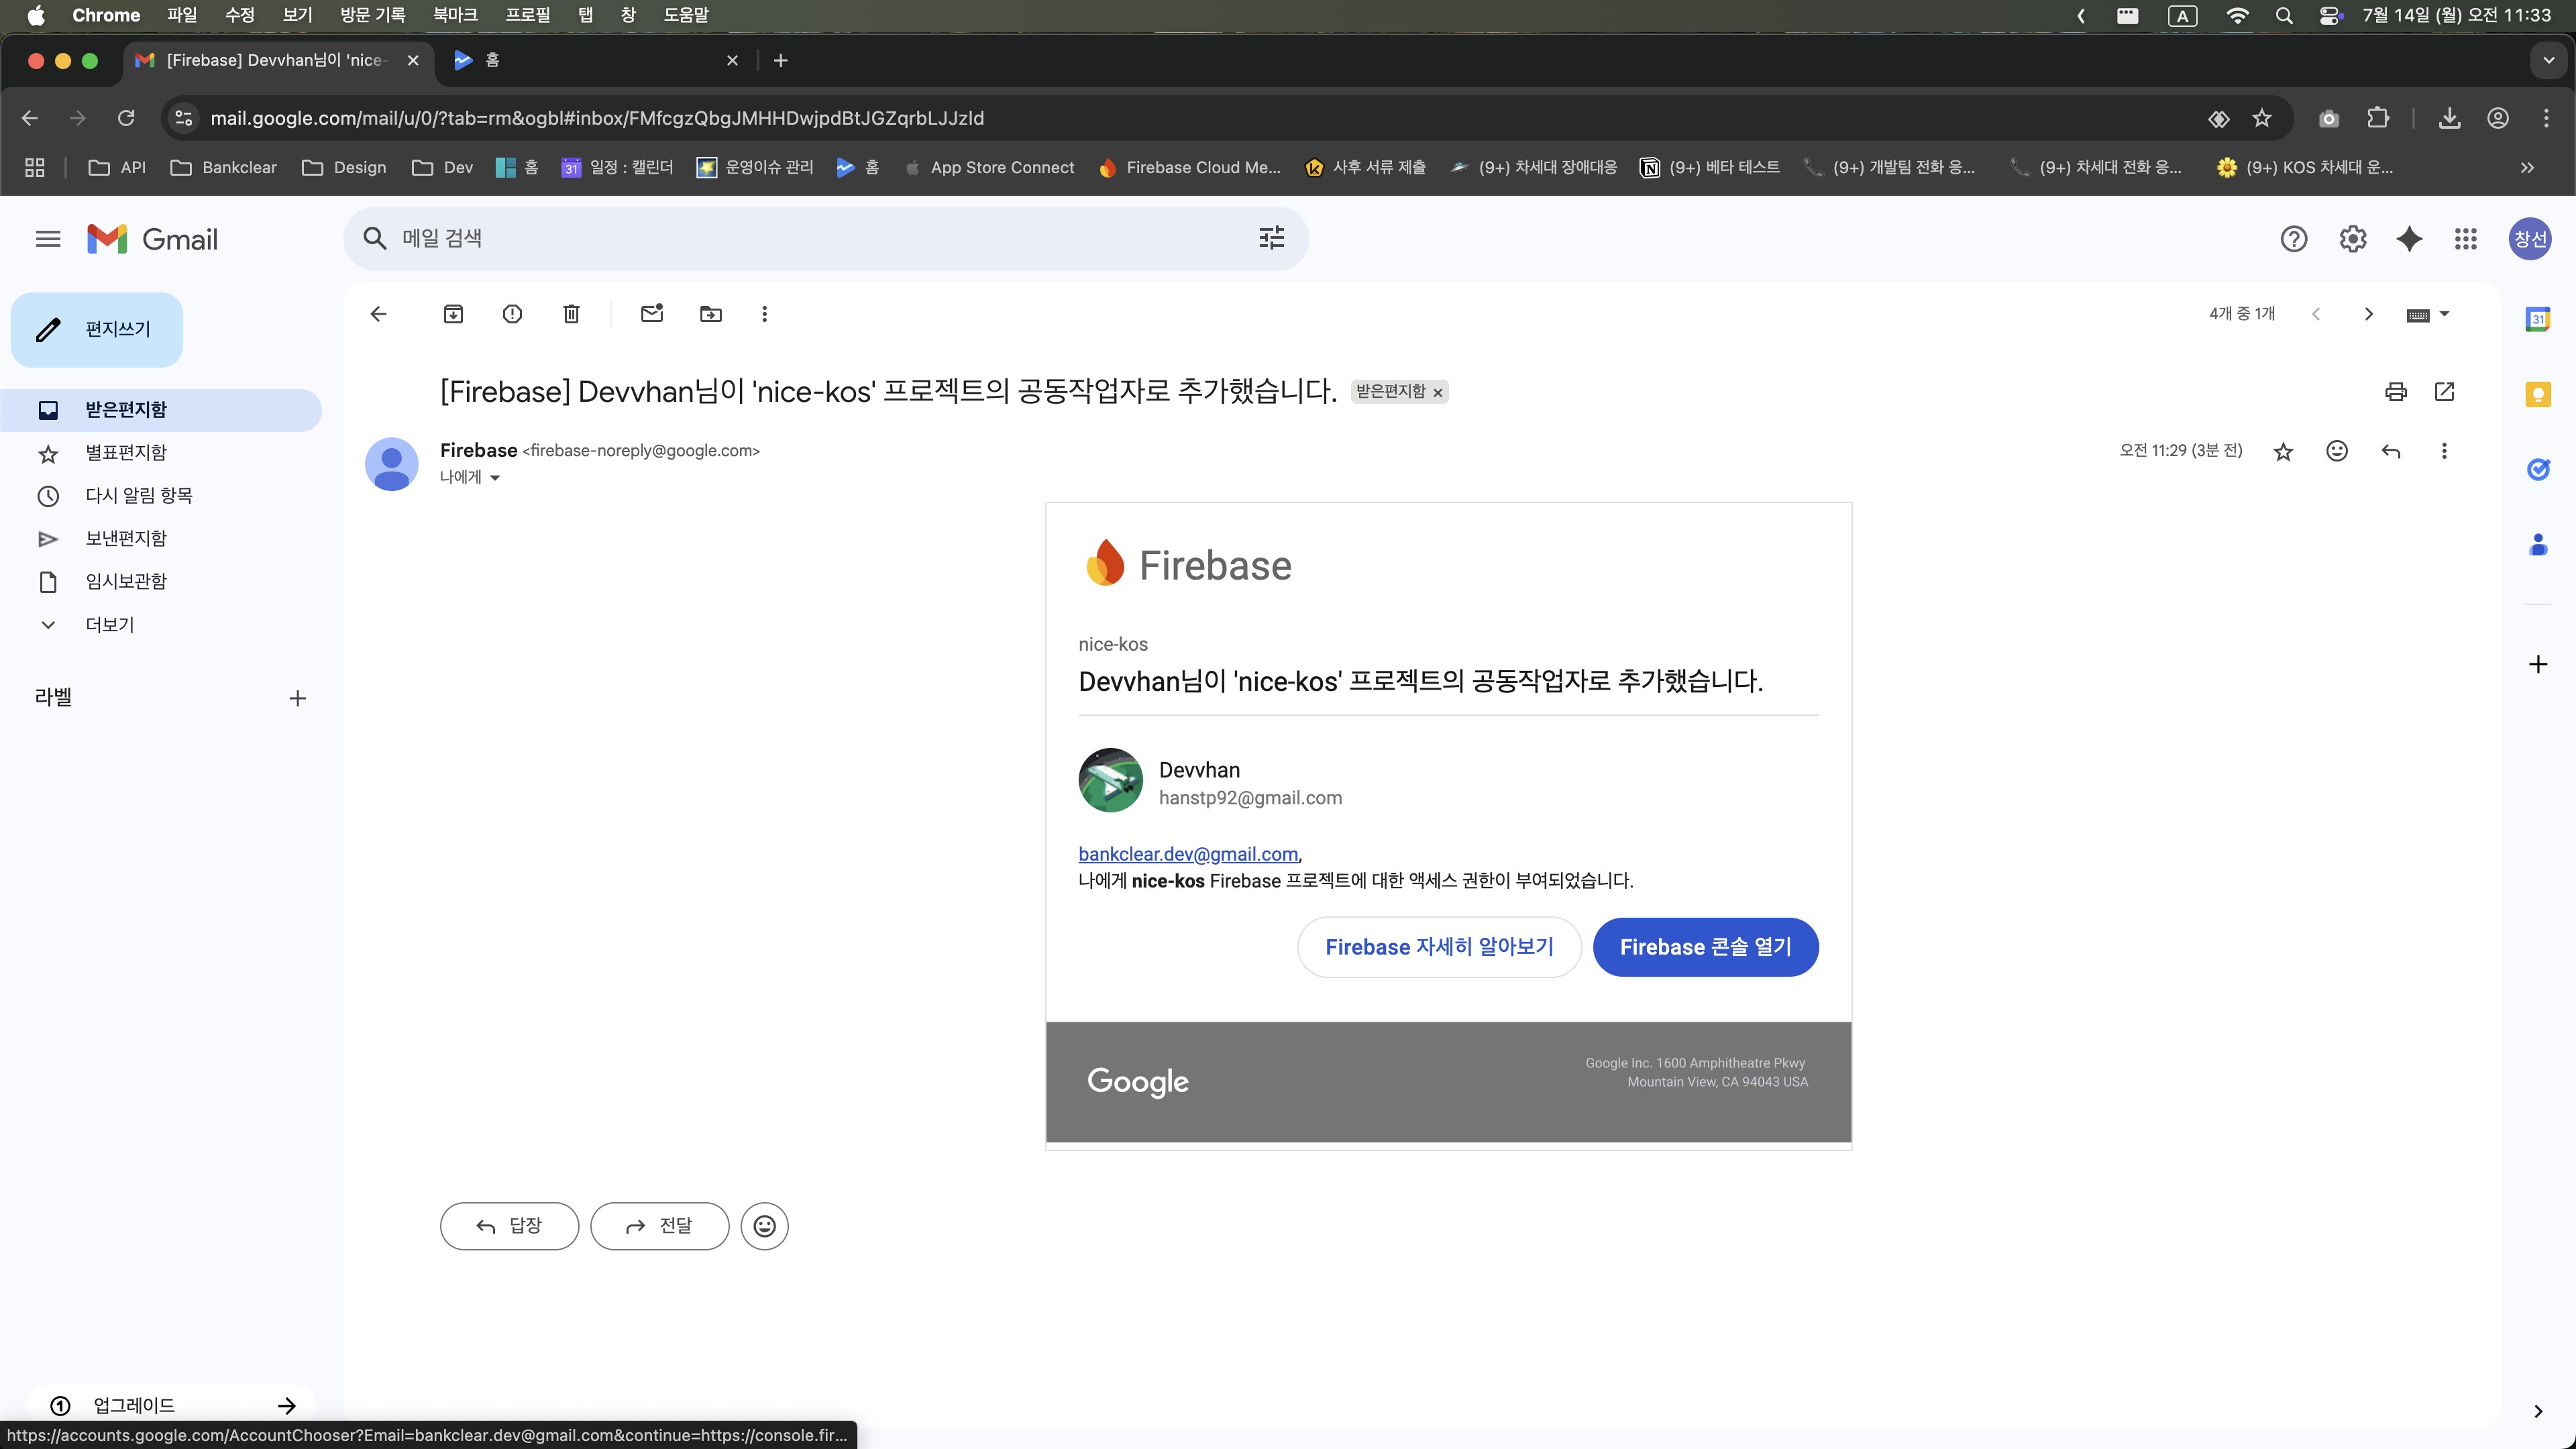 Chrome 파일 수정 보기 방문 기록 북마크 프로필 탭 창 도움말 A 7월 14일 (월) 오전 11:33
[Firebase] Devvhan님이 'nice- 홈
mail.google.com/mail/u/0/?tab=rm&ogbl#inbox/FMfcgzQbgJMHHDwjpdBtJGZqrbLJJzld
API Bankclear Design Dev 홈 31 일정 : 캘린더 운영이슈 관리 홈 App Store Connect Firebase Cloud Me... 사후 서류 제출 (9+) 차세대 장애대응 (9+) 베타 테스트 (9+) 개발팀 전화 응... (9+) 차세대 전화 응... (9+) KOS 차세대 운...
Gmail 메일 검색 창선
편지쓰기
받은편지함
별표편지함
다시 알림 항목
보낸편지함
임시보관함
더보기
라벨
업그레이드
4개 중 1개
31
[Firebase] Devvhan님이 'nice-kos' 프로젝트의 공동작업자로 추가했습니다. 받은편지함 x
Firebase <firebase-noreply@google.com> 오전 11:29 (3분 전)
나에게
Firebase
nice-kos
Devvhan님이 'nice-kos' 프로젝트의 공동작업자로 추가했습니다.
Devvhan
hanstp92@gmail.com
bankclear.dev@gmail.com,
나에게 nice-kos Firebase 프로젝트에 대한 액세스 권한이 부여되었습니다.
Firebase 자세히 알아보기 Firebase 콘솔 열기
Google
Google Inc. 1600 Amphitheatre Pkwy
Mountain View, CA 94043 USA
답장 전달
https://accounts.google.com/AccountChooser?Email=bankclear.dev@gmail.com&continue=https://console.fir...